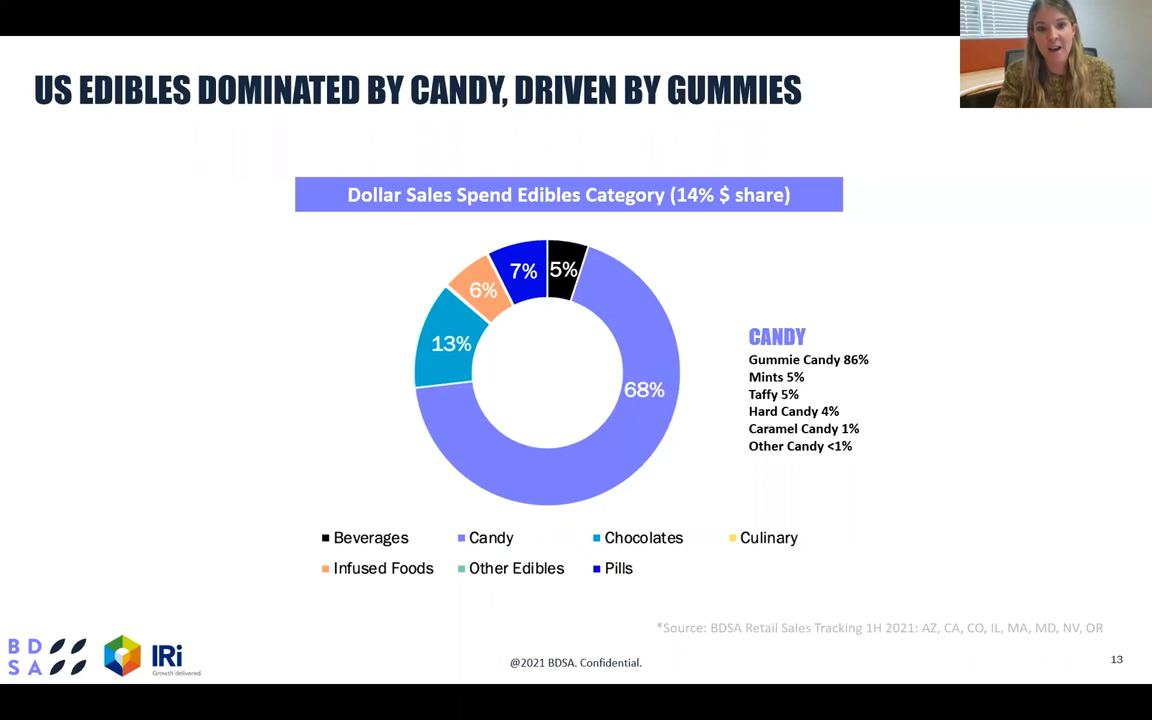 US EDIBLES DOMINATED BY CANDY, DRIVEN BY GUMMIES
Dollar Sales Spend Edibles Category (14% $ share)
7%
5%
6%
13%
68%
CANDY
Gummie Candy 86%
Mints 5%
Taffy 5%
Hard Candy 4%
Caramel Candy 1%
Other Candy <1%
Beverages Candy Chocolates Culinary
Infused Foods Other Edibles Pills
*Source: BDSA Retail Sales Tracking 1H 2021: AZ, CA, CO, IL, MA, MD, NV, OR
BD
SA
IRi
Growth delivered.
@2021 BDSA. Confidential.
13